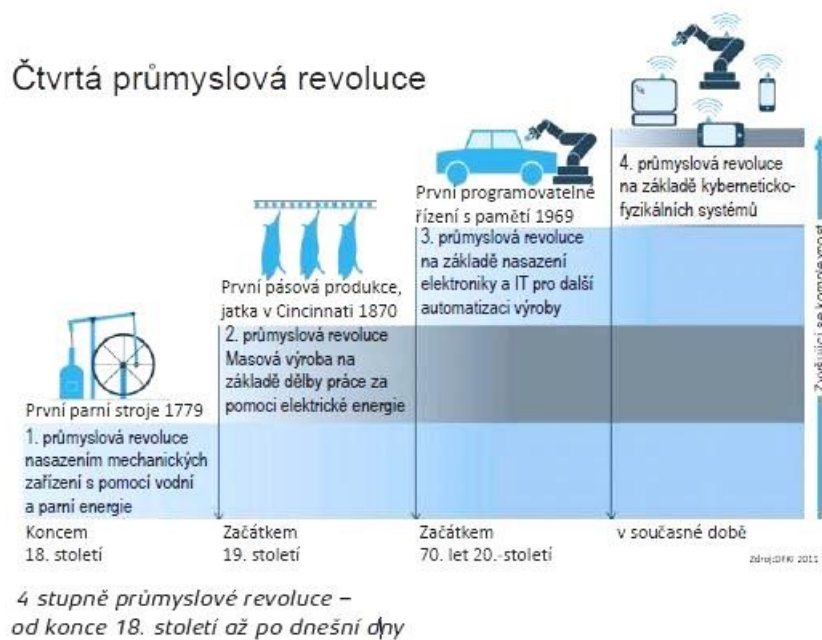 Čtvrtá průmyslová revoluce
První parní stroje 1779
1. průmyslová revoluce
nasazením mechanických
zařízení s pomocí vodní
a parní energie
Koncem
18. století
První pásová produkce,
jatka v Cincinnati 1870
2. průmyslová revoluce
Masová výroba na
základě dělby práce za
pomoci elektrické energie
Začátkem
19. století
První programovatelné
řízení s pamětí 1969
3. průmyslová revoluce
na základě nasazení
elektroniky a IT pro další
automatizaci výroby
Začátkem
70. let 20.-století
4. průmyslová revoluce
na základě kyberneticko-
fyzikálních systémů
v současné době
Zvyšující se komplexnost
Zdroj:DFKI 2011
4 stupně průmyslové revoluce –
od konce 18. století až po dnešní dny